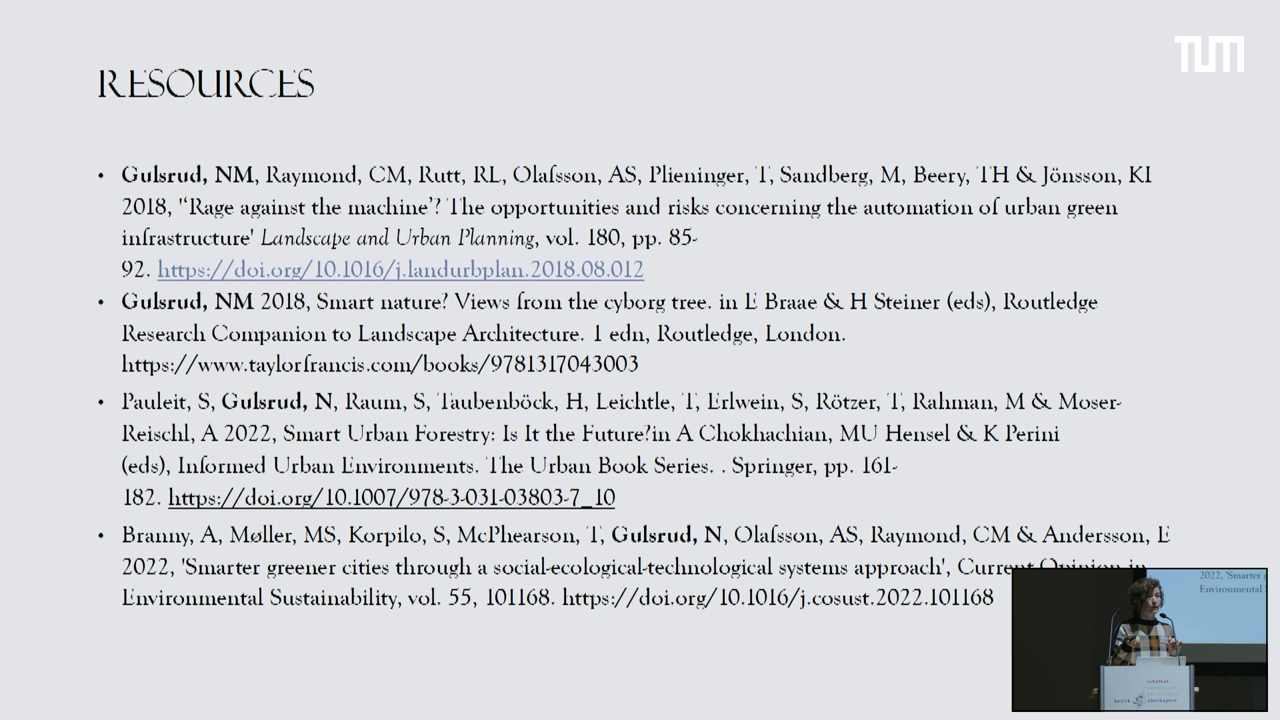 TUM
RESOURCES
• Gulsrud, NM, Raymond, CM, Rutt, RL, Olafsson, AS, Plieninger, T, Sandberg, M, Beery, TH & Jönsson, KI
2018, "Rage against the machine'? The opportunities and risks concerning the automation of urban green
infrastructure' Landscape and Urban Planning, vol. 180, pp. 85-
92. https://doi.org/10.1016/j.landurbplan.2018.08.012
• Gulsrud, NM 2018, Smart nature? Views from the cyborg tree. in E Braae & H Steiner (eds), Routledge
Research Companion to Landscape Architecture. 1 edn, Routledge, London.
https://www.taylorfrancis.com/books/9781317043003
• Pauleit, S, Gulsrud, N, Raum, S, Taubenböck, H, Leichtle, T, Erlwein, S, Rötzer, T, Rahman, M & Moser-
Reischl, A 2022, Smart Urban Forestry: Is It the Future?in A Chokhachian, MU Hensel & K Perini
(eds), Informed Urban Environments. The Urban Book Series. . Springer, pp. 161-
182. https://doi.org/10.1007/978-3-031-03803-7_10
• Branny, A, Møller, MS, Korpilo, S, McPhearson, T, Gulsrud, N, Olafsson, AS, Raymond, CM & Andersson, E
2022, 'Smarter greener cities through a social-ecological-technological systems approach', Current Opinion in
Environmental Sustainability, vol. 55, 101168. https://doi.org/10.1016/j.cosust.2022.101168
2022, 'Smarter
Environmental
schafhof
bezirk oberbayern